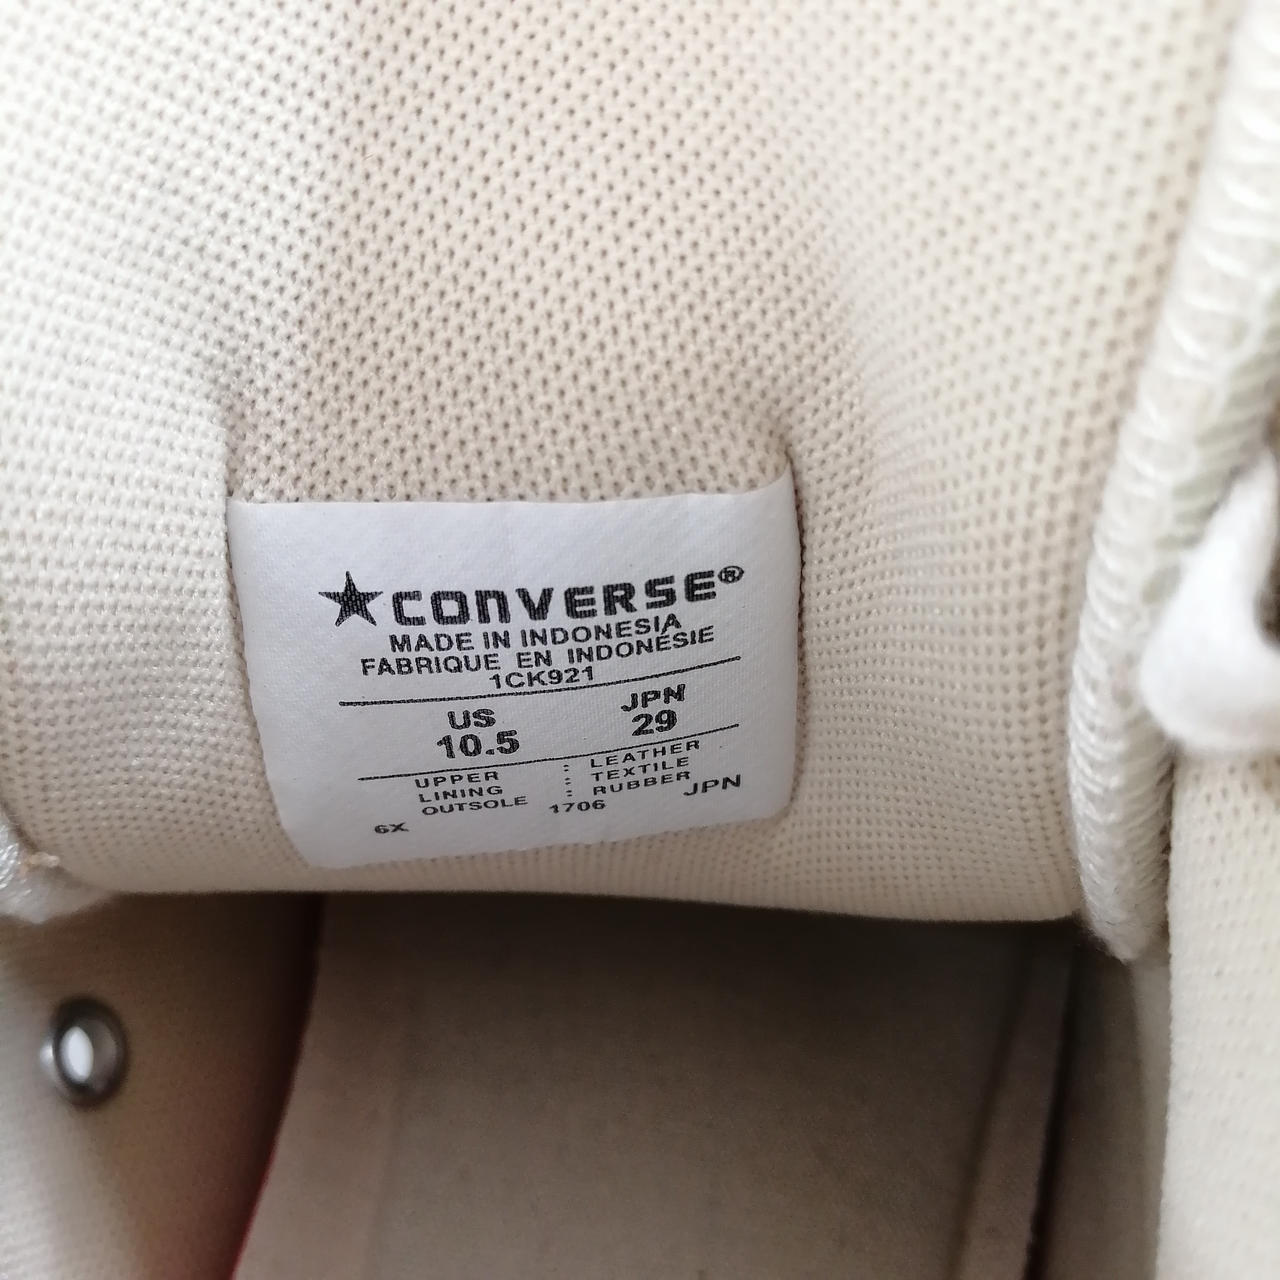 ★CONVERSE®
MADE IN INDONESIA
FABRIQUE EN INDONÉSIE
1CK921
US JPN
10.5 29
UPPER : LEATHER
LINING : TEXTILE
OUTSOLE : RUBBER
6X 1706 JPN